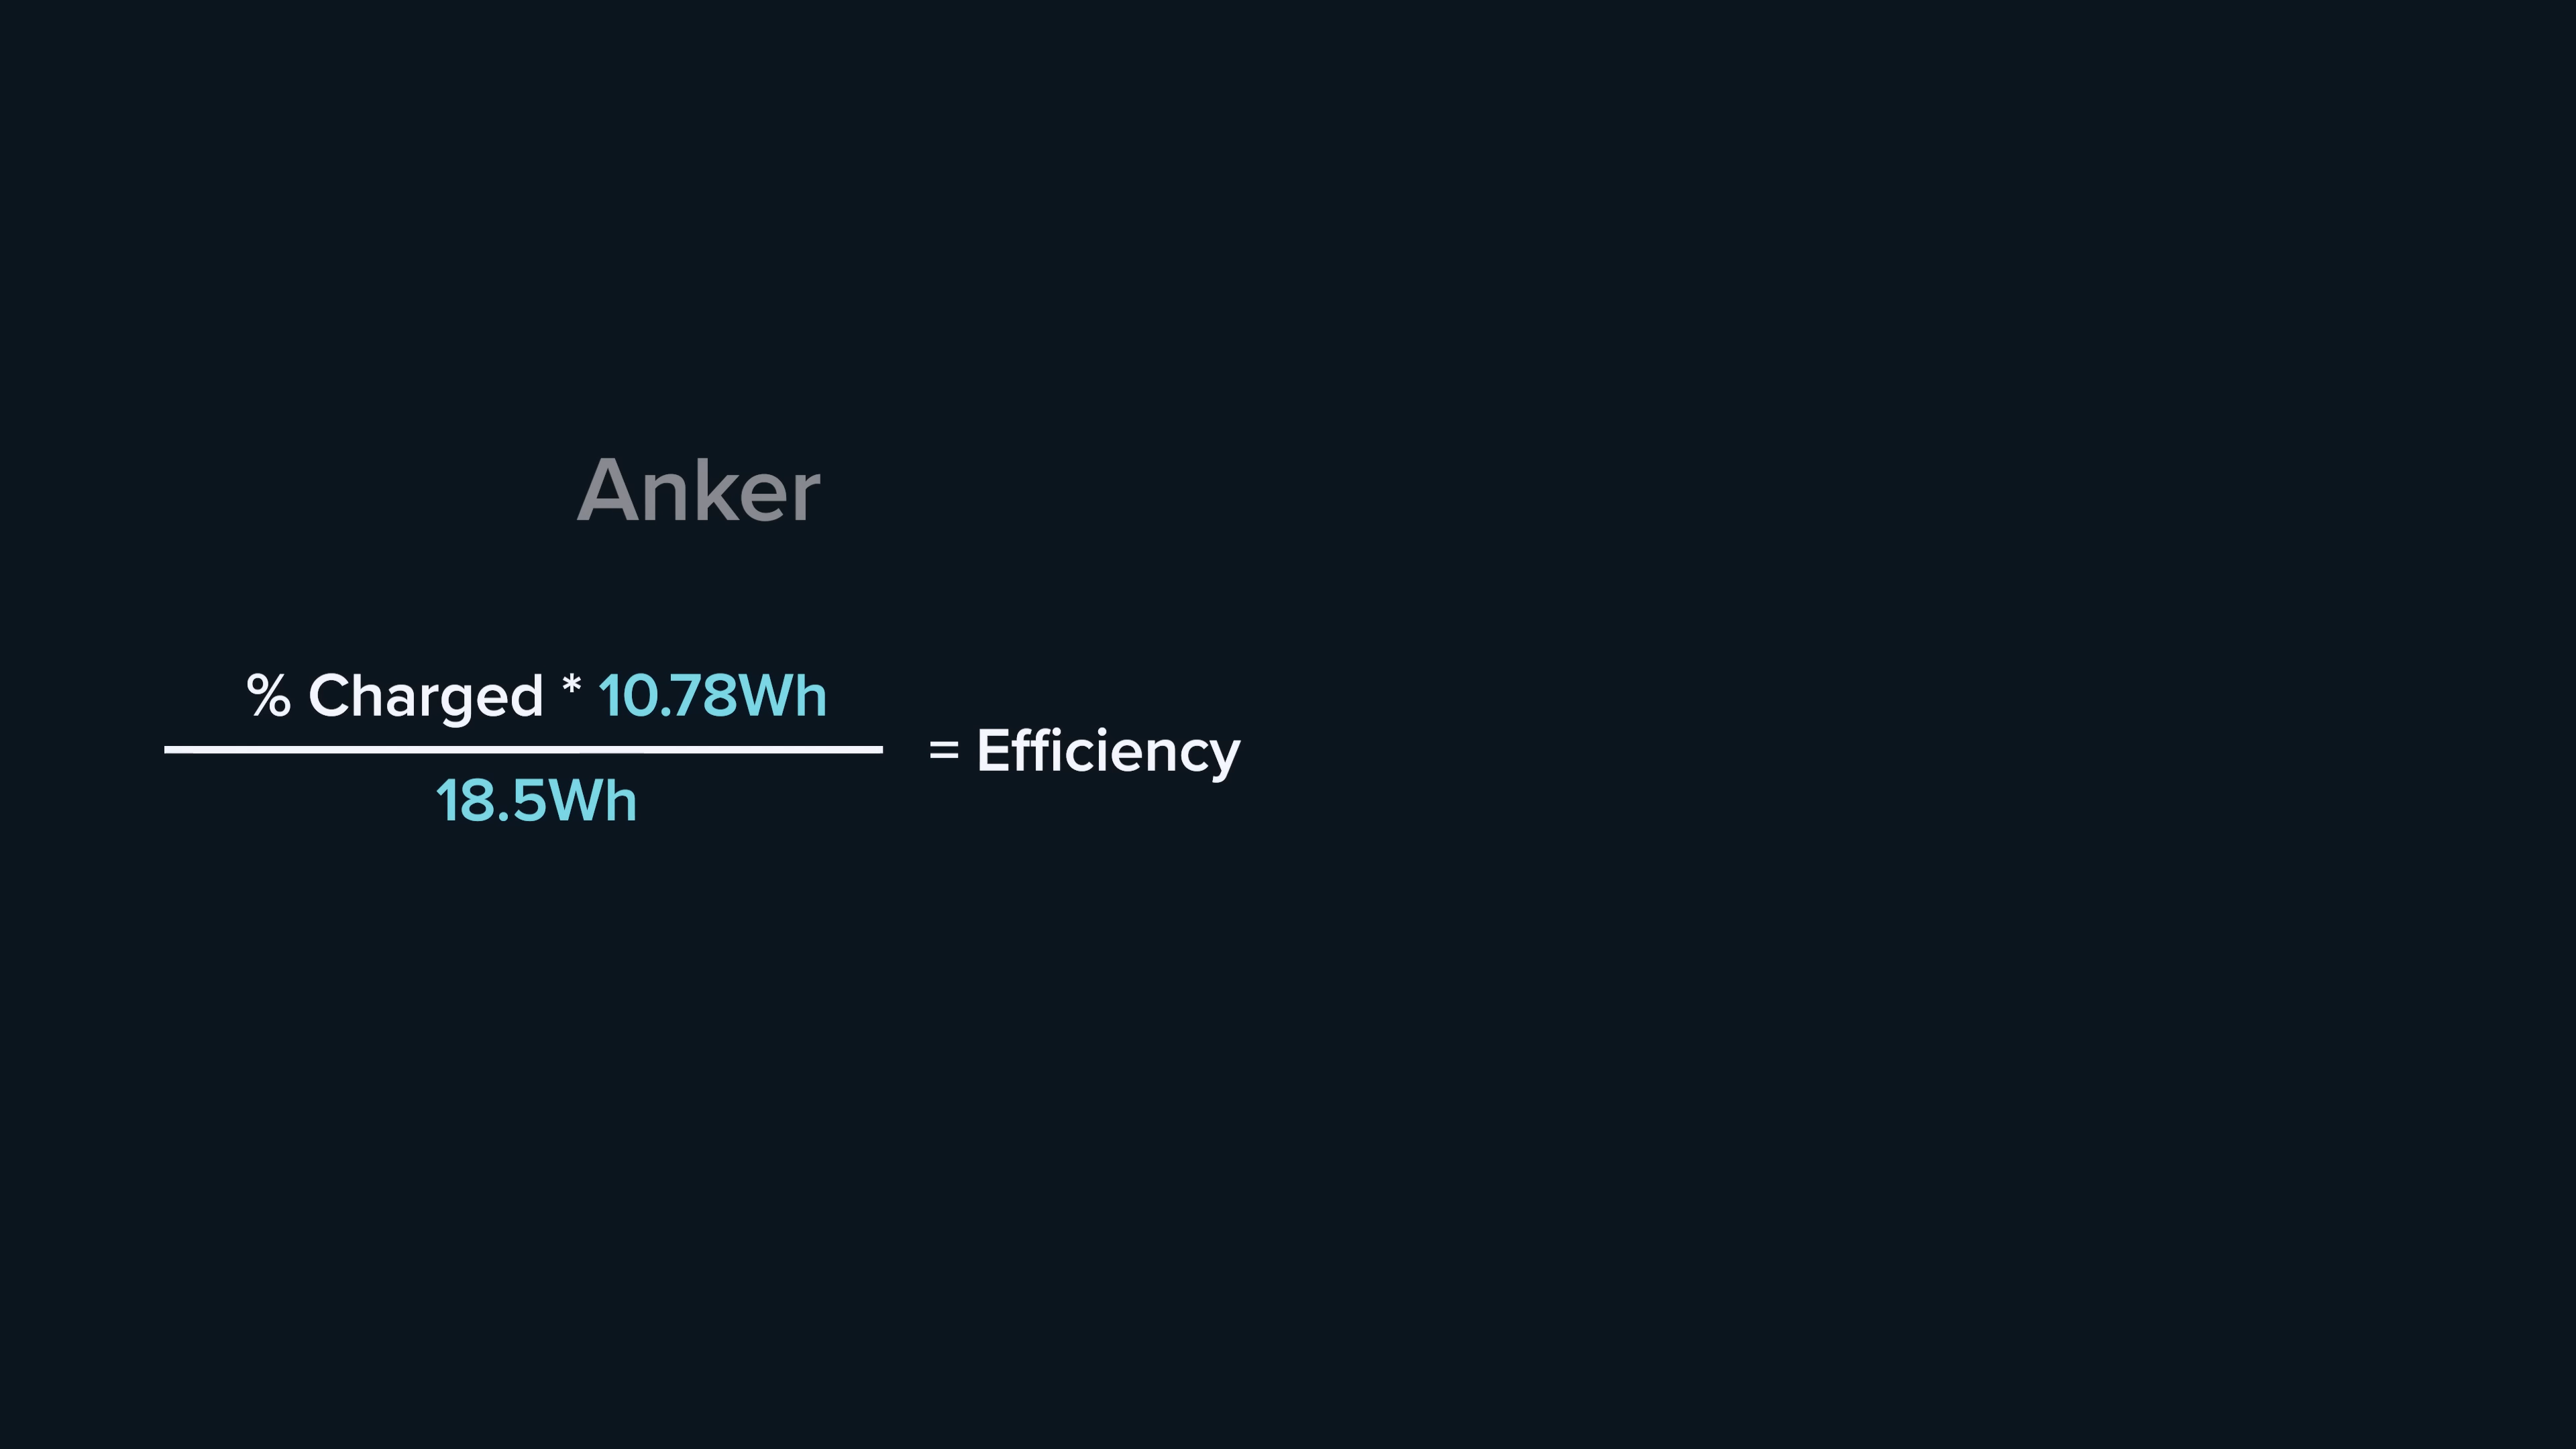 Anker
% Charged * 10.78Wh
18.5Wh
= Efficiency